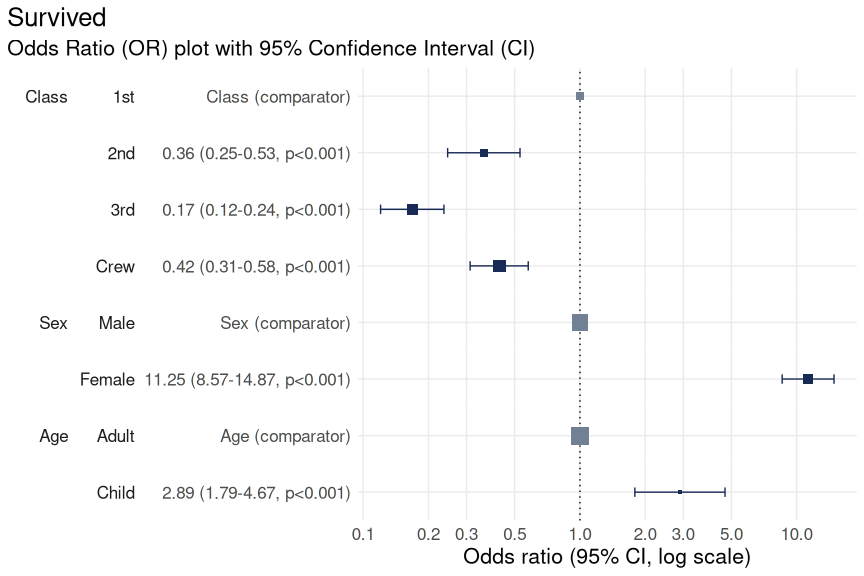 Survived
Odds Ratio (OR) plot with 95% Confidence Interval (CI)
Class 1st Class (comparator)
2nd 0.36 (0.25-0.53, p<0.001)
3rd 0.17 (0.12-0.24, p<0.001)
Crew 0.42 (0.31-0.58, p<0.001)
Sex Male Sex (comparator)
Female 11.25 (8.57-14.87, p<0.001)
Age Adult Age (comparator)
Child 2.89 (1.79-4.67, p<0.001)
0.1 0.2 0.3 0.5 1.0 2.0 3.0 5.0 10.0
Odds ratio (95% CI, log scale)